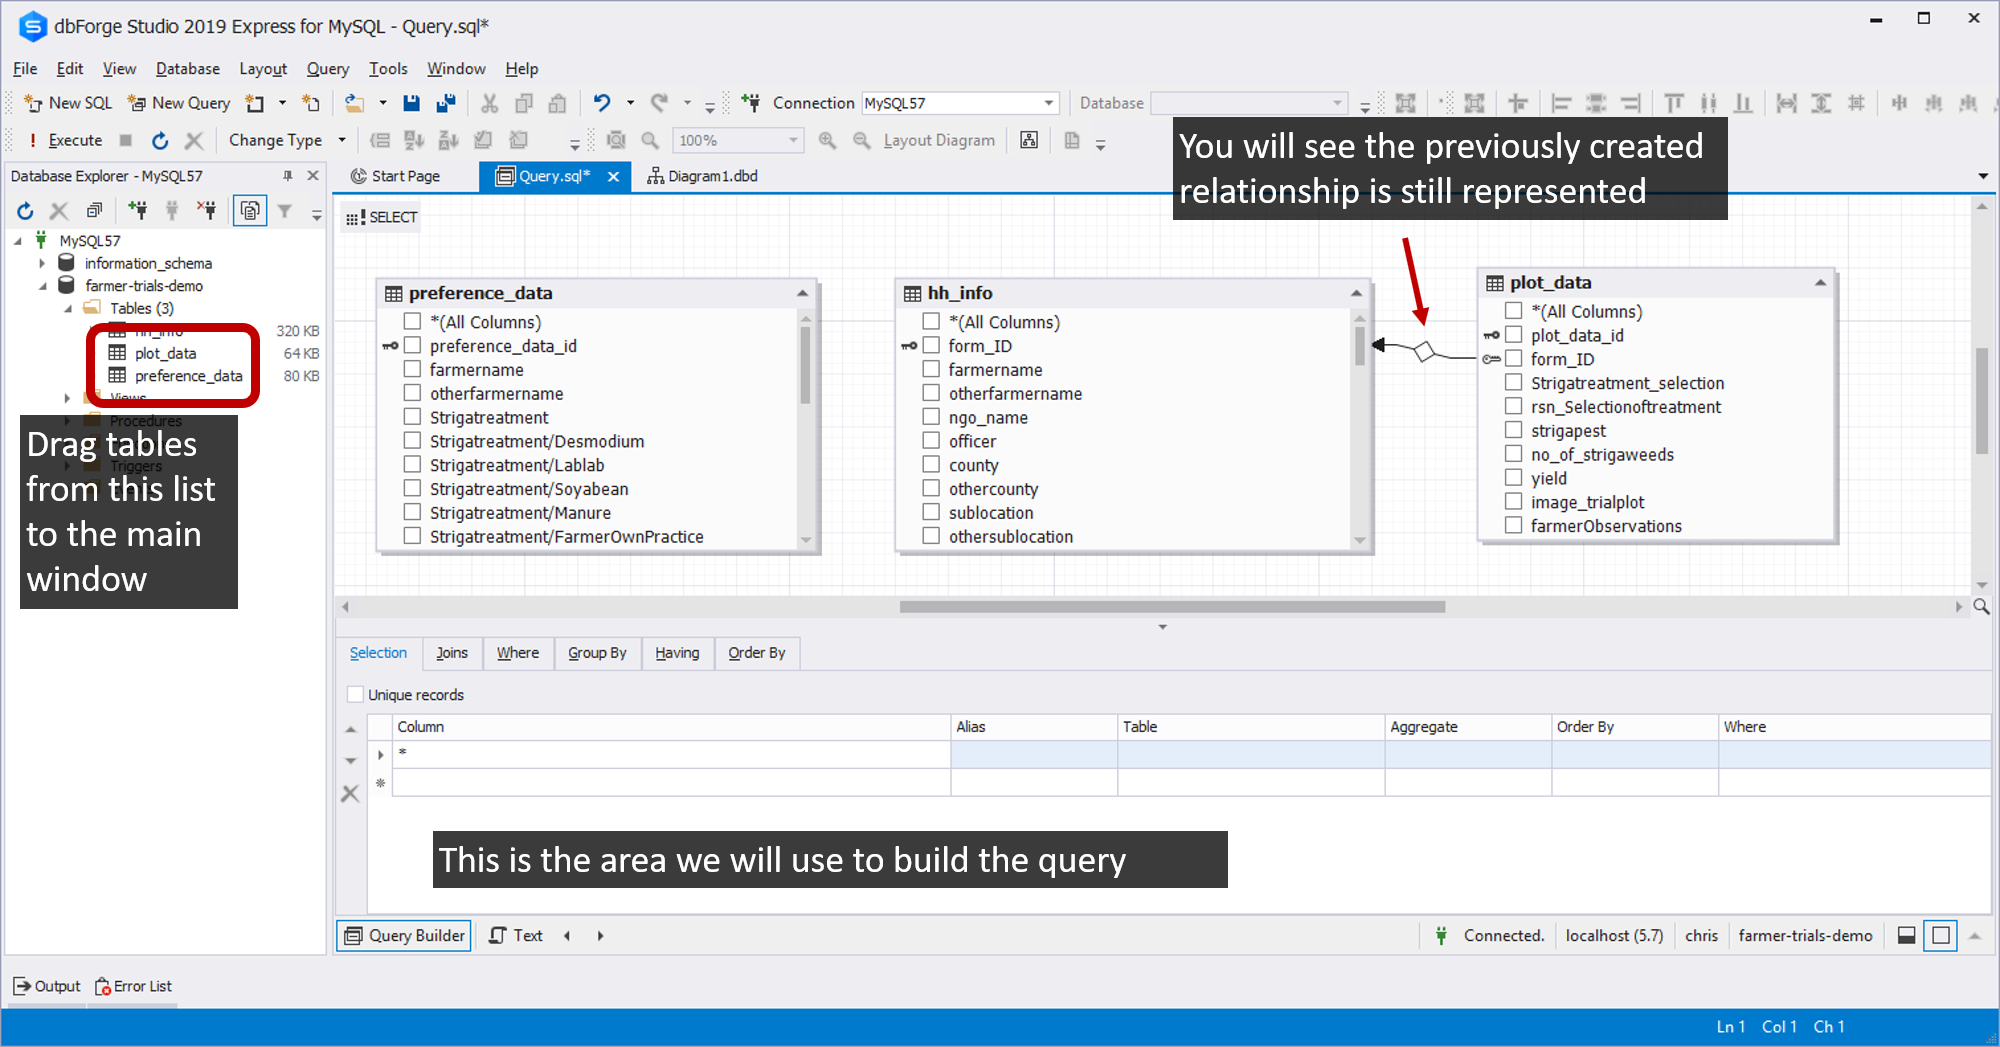 dbForge Studio 2019 Express for MySQL - Query.sql*
File Edit View Database Layout Query Tools Window Help
New SQL New Query Connection MySQL57 Database
Execute Change Type 100% Layout Diagram
You will see the previously created
relationship is still represented
Database Explorer - MySQL57
Start Page Query.sql* Diagram1.dbd
SELECT
MySQL57
information_schema
farmer-trials-demo
Tables (3)
hh_info 320 KB
plot_data 64 KB
preference_data 80 KB
Views
Procedures
Triggers
Drag tables
from this list
to the main
window
preference_data
*(All Columns)
preference_data_id
farmername
otherfarmername
Strigatreatment
Strigatreatment/Desmodium
Strigatreatment/Lablab
Strigatreatment/Soyabean
Strigatreatment/Manure
Strigatreatment/FarmerOwnPractice
hh_info
*(All Columns)
form_ID
farmername
otherfarmername
ngo_name
officer
county
othercounty
sublocation
othersublocation
plot_data
*(All Columns)
plot_data_id
form_ID
Strigatreatment_selection
rsn_Selectionoftreatment
strigapest
no_of_strigaweeds
yield
image_trialplot
farmerObservations
Selection Joins Where Group By Having Order By
Unique records
Column Alias Table Aggregate Order By Where
*
This is the area we will use to build the query
Query Builder Text Connected. localhost (5.7) chris farmer-trials-demo
Output Error List
Ln 1 Col 1 Ch 1